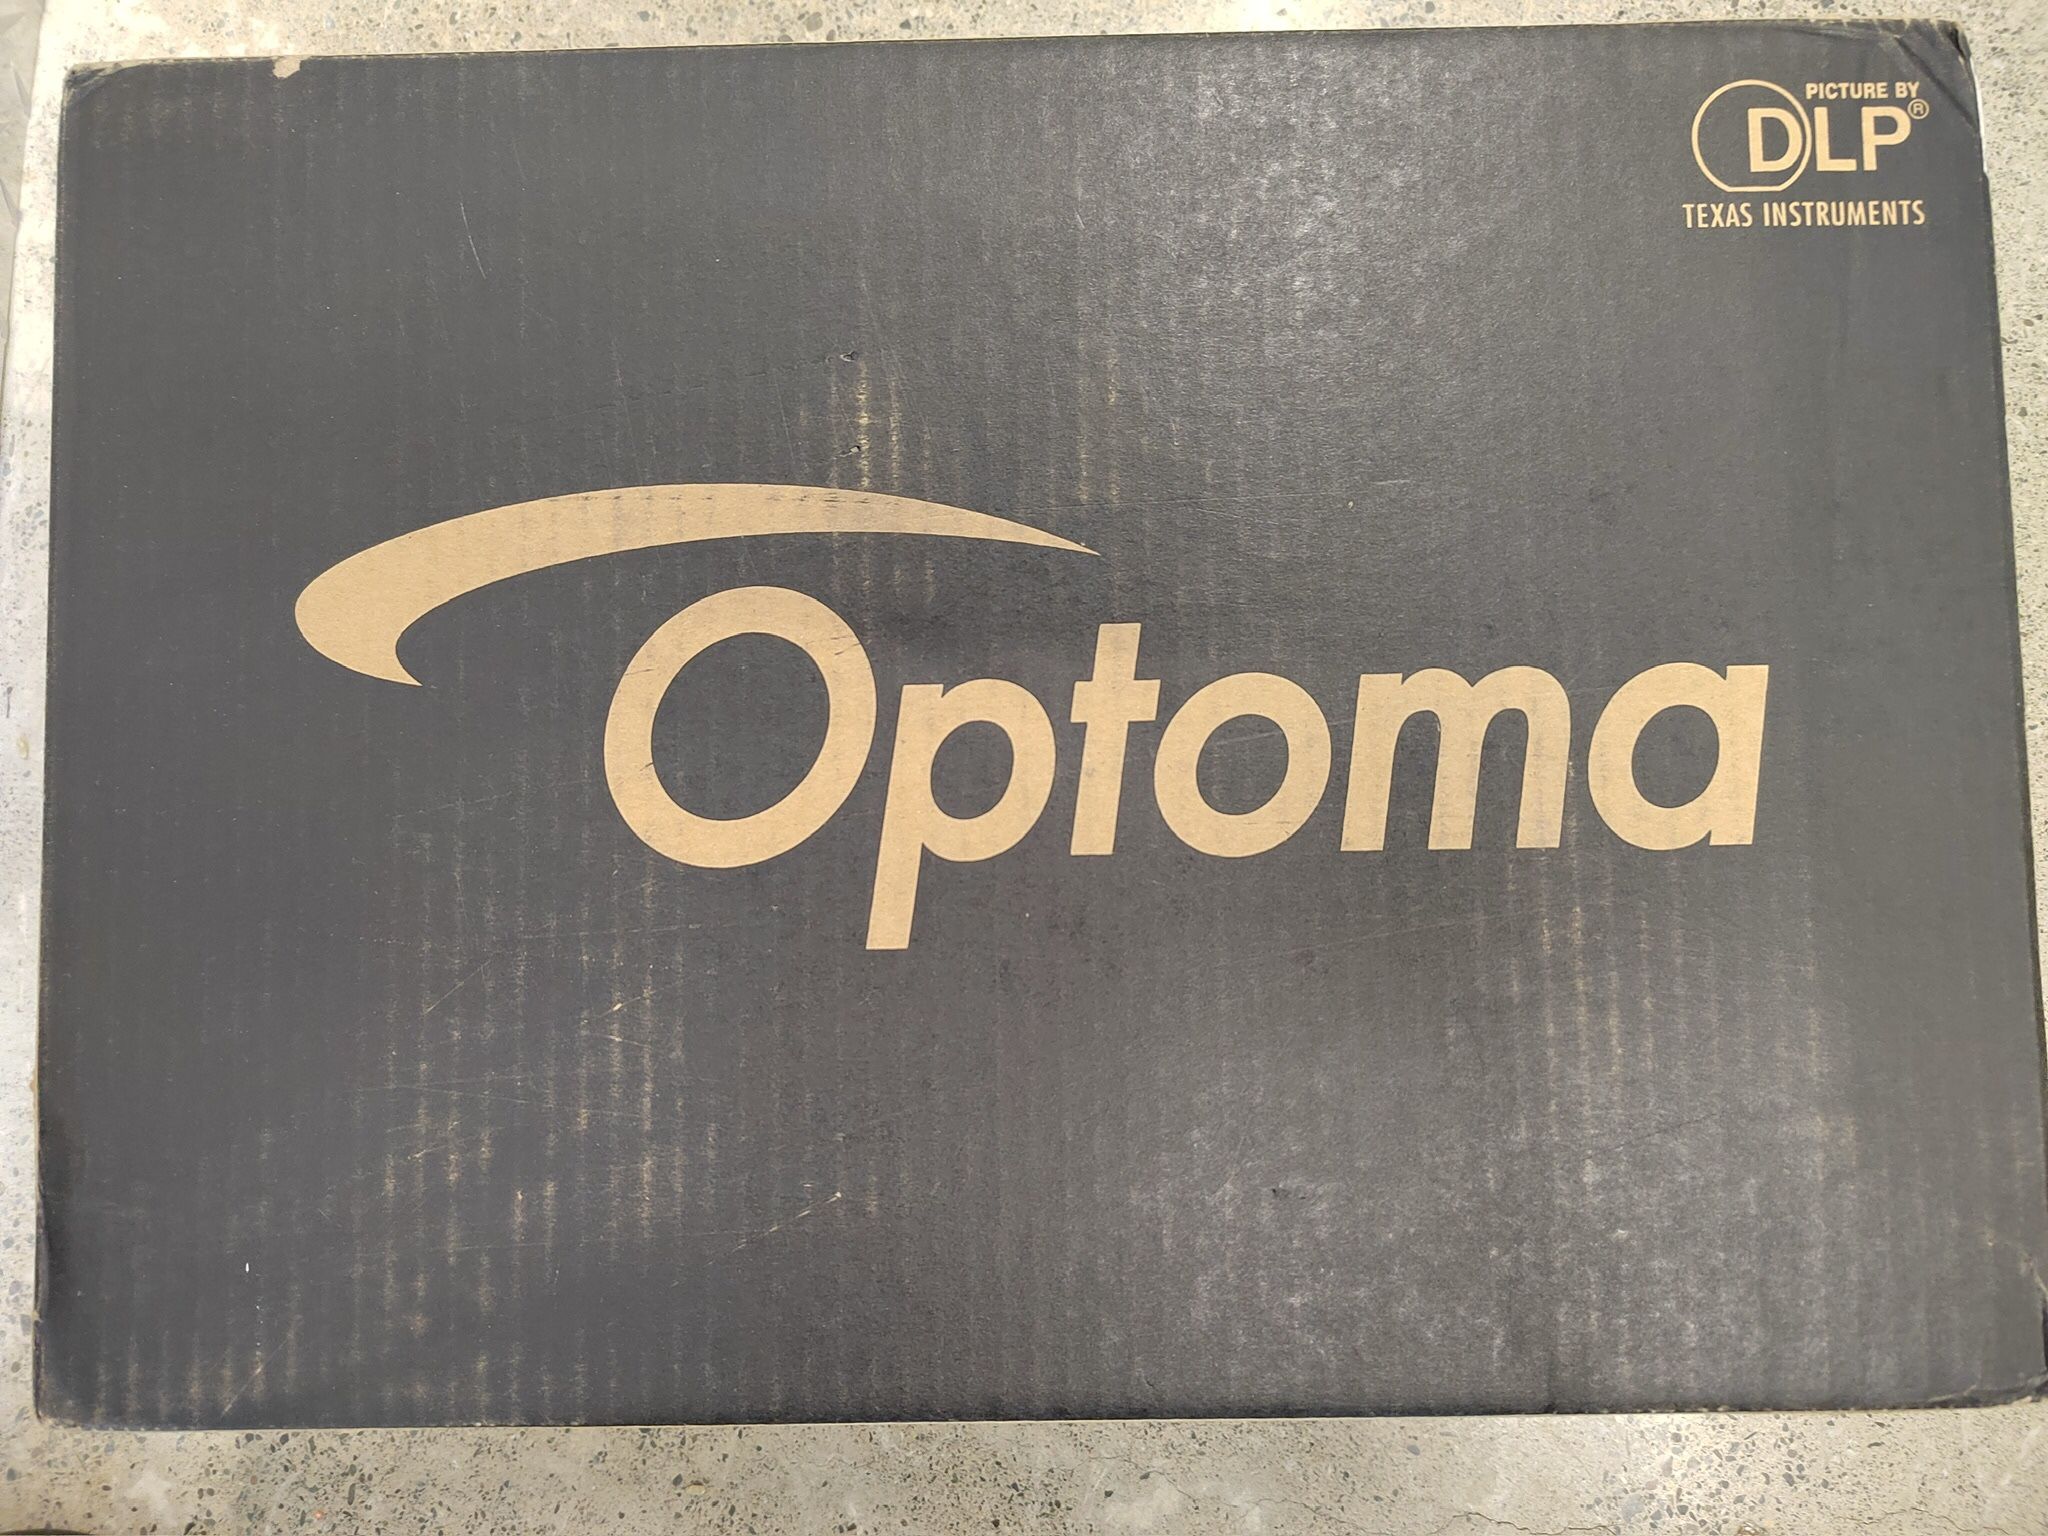 PICTURE BY
DLP®
TEXAS INSTRUMENTS
Optoma